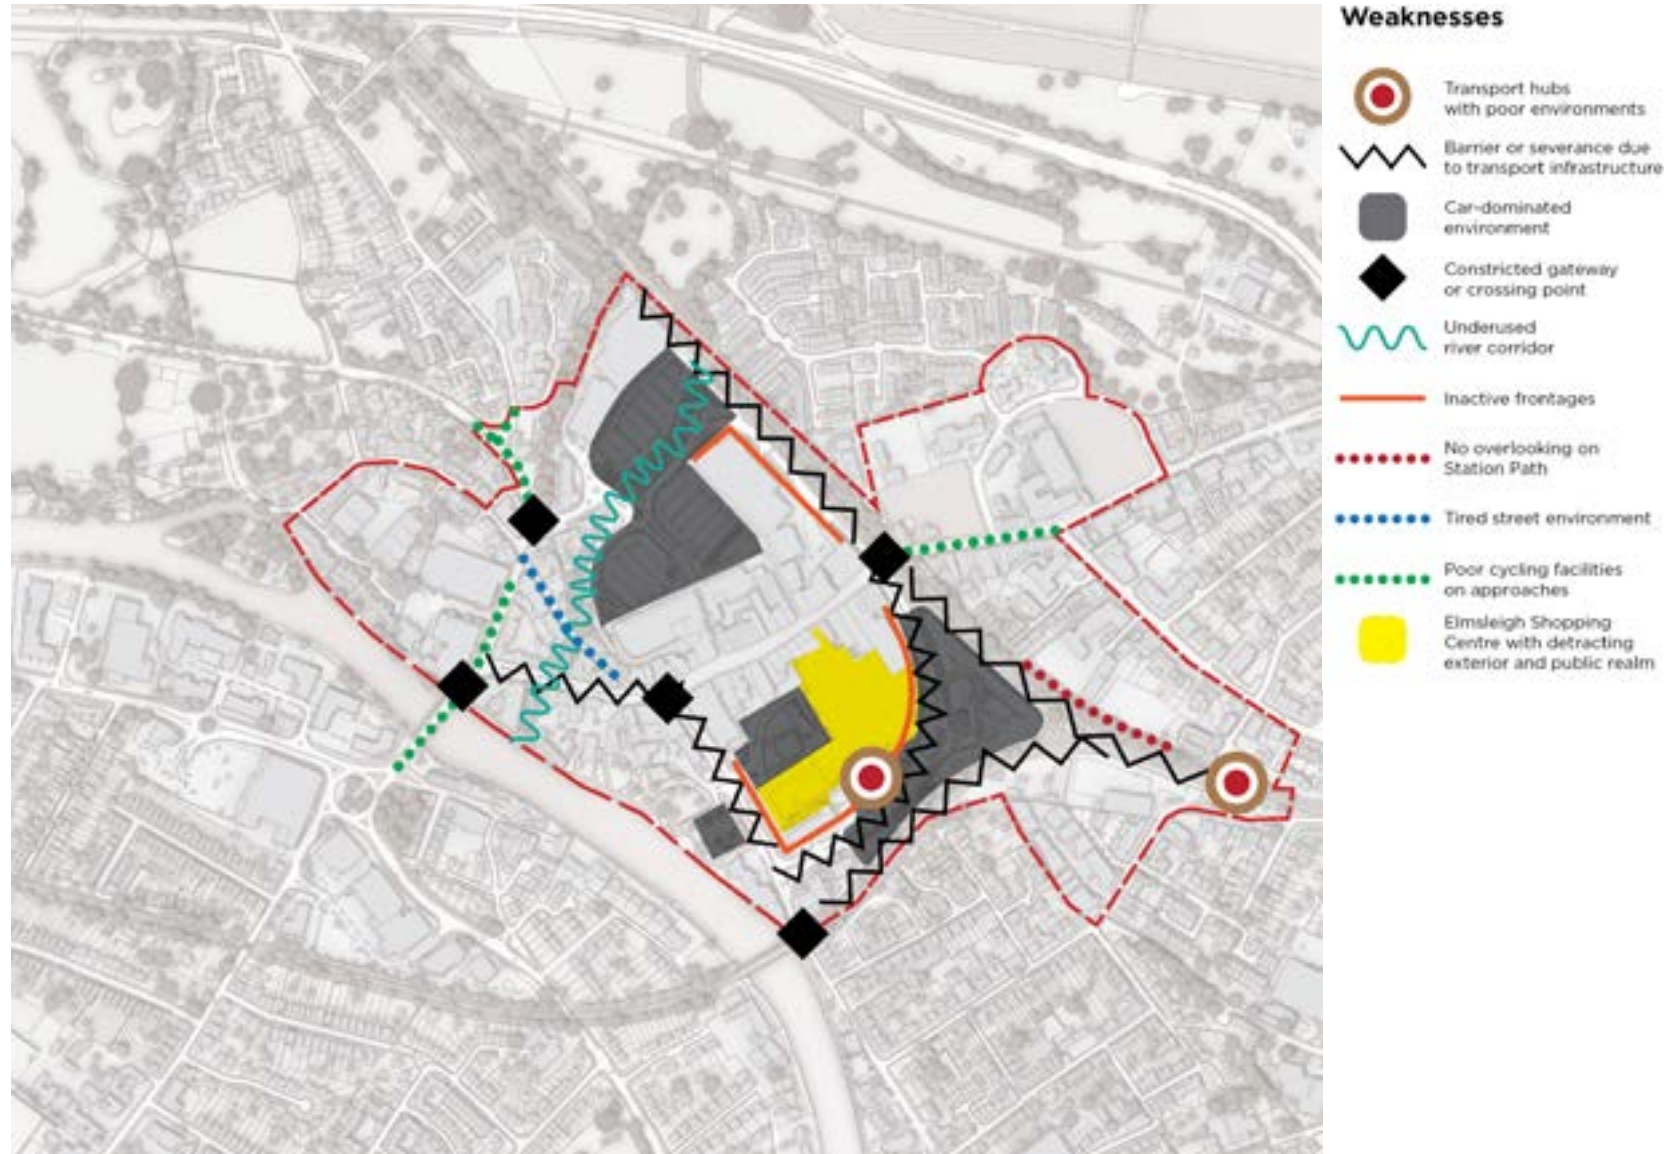 Weaknesses
Transport hubs
with poor environments
Barrier or severance due
to transport infrastructure
Car-dominated
environment
Constricted gateway
or crossing point
Underused
river corridor
Inactive frontages
No overlooking on
Station Path
Tired street environment
Poor cycling facilities
on approaches
Elmsleigh Shopping
Centre with detracting
exterior and public realm